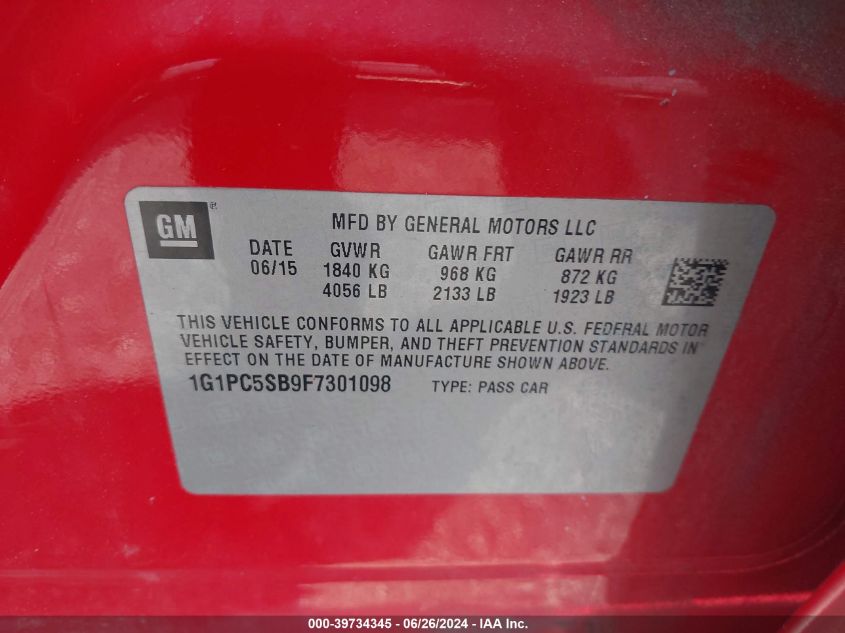 GM ®
MFD BY GENERAL MOTORS LLC
DATE GVWR GAWR FRT GAWR RR
06/15 1840 KG 968 KG 872 KG
4056 LB 2133 LB 1923 LB
THIS VEHICLE CONFORMS TO ALL APPLICABLE U.S. FEDERAL MOTOR
VEHICLE SAFETY, BUMPER, AND THEFT PREVENTION STANDARDS IN
EFFECT ON THE DATE OF MANUFACTURE SHOWN ABOVE.
1G1PC5SB9F7301098 TYPE: PASS CAR
000-39734345 - 06/26/2024 - IAA Inc.